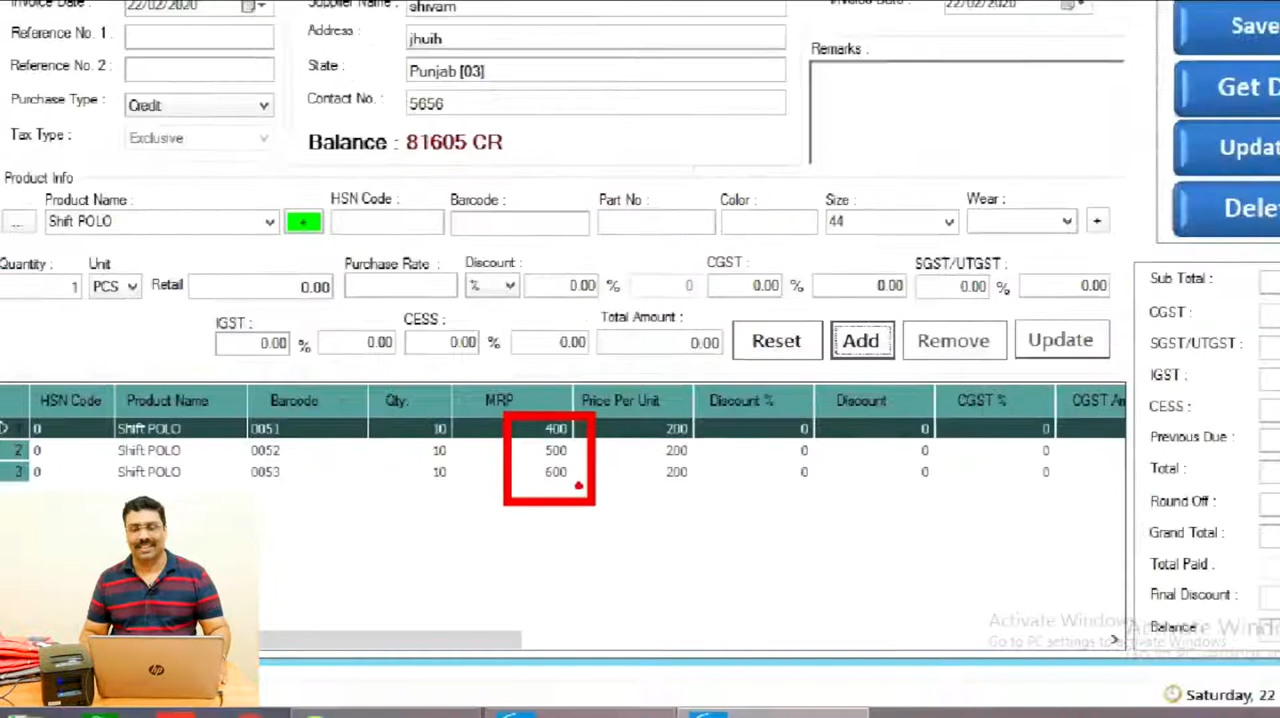 Invoice Date : 22/02/2020 Supplier Name : shivam Invoice Date : 22/02/2020
Reference No. 1 : Address : jhuih Remarks : Save
Reference No. 2 : State : Punjab [03] Get D
Purchase Type : Credit Contact No. : 5656
Tax Type : Exclusive Balance : 81605 CR Updat
Product Info Delet
Product Name : HSN Code : Barcode : Part No : Color : Size : Wear :
... Shift POLO + 44 +
Quantity : Unit Purchase Rate : Discount : CGST : SGST/UTGST : Sub Total :
1 PCS Retail 0.00 % 0.00 % 0 0.00 % 0.00 0.00 % 0.00
IGST : CESS : Total Amount : CGST :
0.00 % 0.00 0.00 % 0.00 0.00 Reset Add Remove Update SGST/UTGST :
IGST :
HSN Code Product Name Barcode Qty. MRP Price Per Unit Discount % Discount CGST % CGST Am CESS :
1 0 Shift POLO 0051 10 400 200 0 0 0 Previous Due :
2 0 Shift POLO 0052 10 500 200 0 0 0
3 0 Shift POLO 0053 10 600 200 0 0 0 Total :
Round Off :
Grand Total :
Total Paid :
Final Discount :
Balance
Activate Windows
Go to PC settings to activate Windows.
hp
Saturday, 22